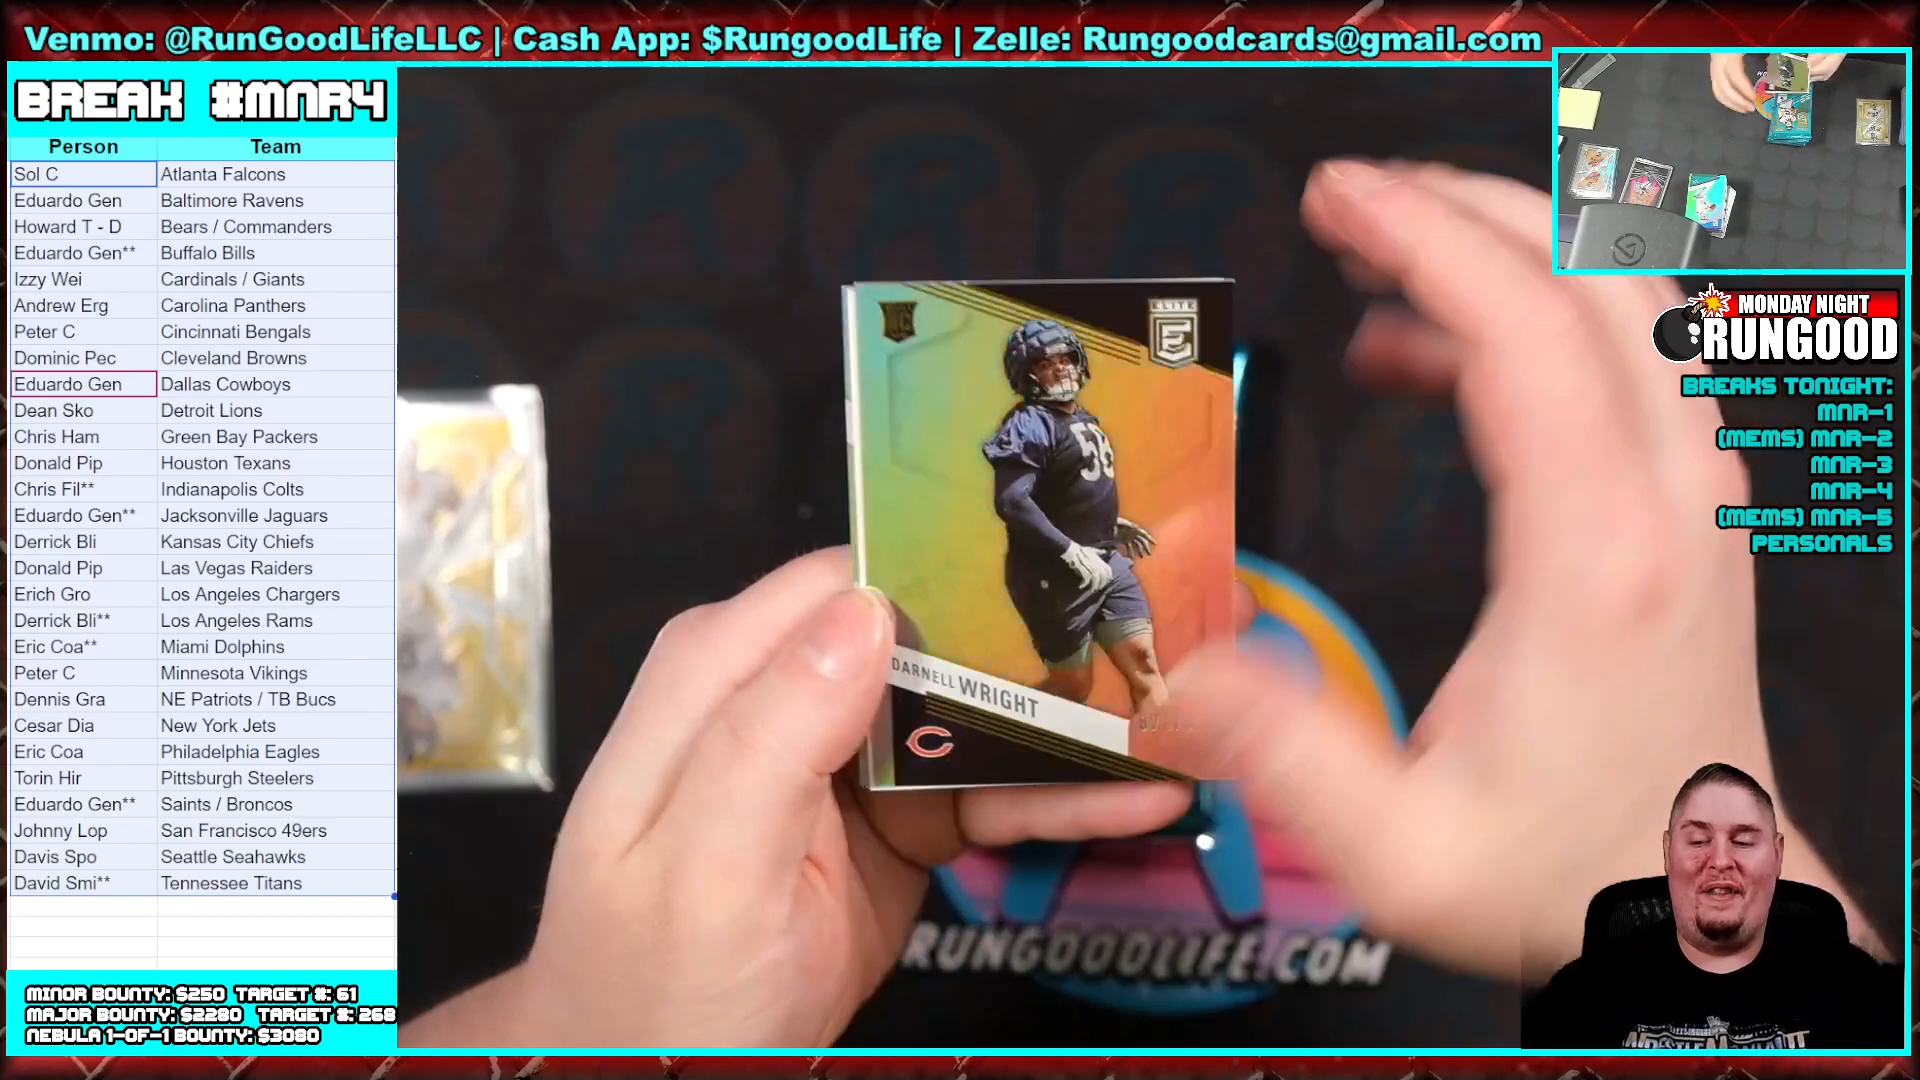 Venmo: @RunGoodLifeLLC | Cash App: $RungoodLife | Zelle: Rungoodcards@gmail.com
BREAK #MNR4
Person Team
Sol C Atlanta Falcons
Eduardo Gen Baltimore Ravens
Howard T - D Bears / Commanders
Eduardo Gen** Buffalo Bills
Izzy Wei Cardinals / Giants
Andrew Erg Carolina Panthers
Peter C Cincinnati Bengals
Dominic Pec Cleveland Browns
Eduardo Gen Dallas Cowboys
Dean Sko Detroit Lions
Chris Ham Green Bay Packers
Donald Pip Houston Texans
Chris Fil** Indianapolis Colts
Eduardo Gen** Jacksonville Jaguars
Derrick Bli Kansas City Chiefs
Donald Pip Las Vegas Raiders
Erich Gro Los Angeles Chargers
Derrick Bli** Los Angeles Rams
Eric Coa** Miami Dolphins
Peter C Minnesota Vikings
Dennis Gra NE Patriots / TB Bucs
Cesar Dia New York Jets
Eric Coa Philadelphia Eagles
Torin Hir Pittsburgh Steelers
Eduardo Gen** Saints / Broncos
Johnny Lop San Francisco 49ers
Davis Spo Seattle Seahawks
David Smi** Tennessee Titans
MINOR BOUNTY: $250 TARGET #: 61
MAJOR BOUNTY: $2280 TARGET #: 268
NEBULA 1-OF-1 BOUNTY: $3080
ELITE
E
58
DARNELL WRIGHT
RUNGOODLIFE.COM
MONDAY NIGHT
RUNGOOD
BREAKS TONIGHT:
MNR-1
(MEMS) MNR-2
MNR-3
MNR-4
(MEMS) MNR-5
PERSONALS